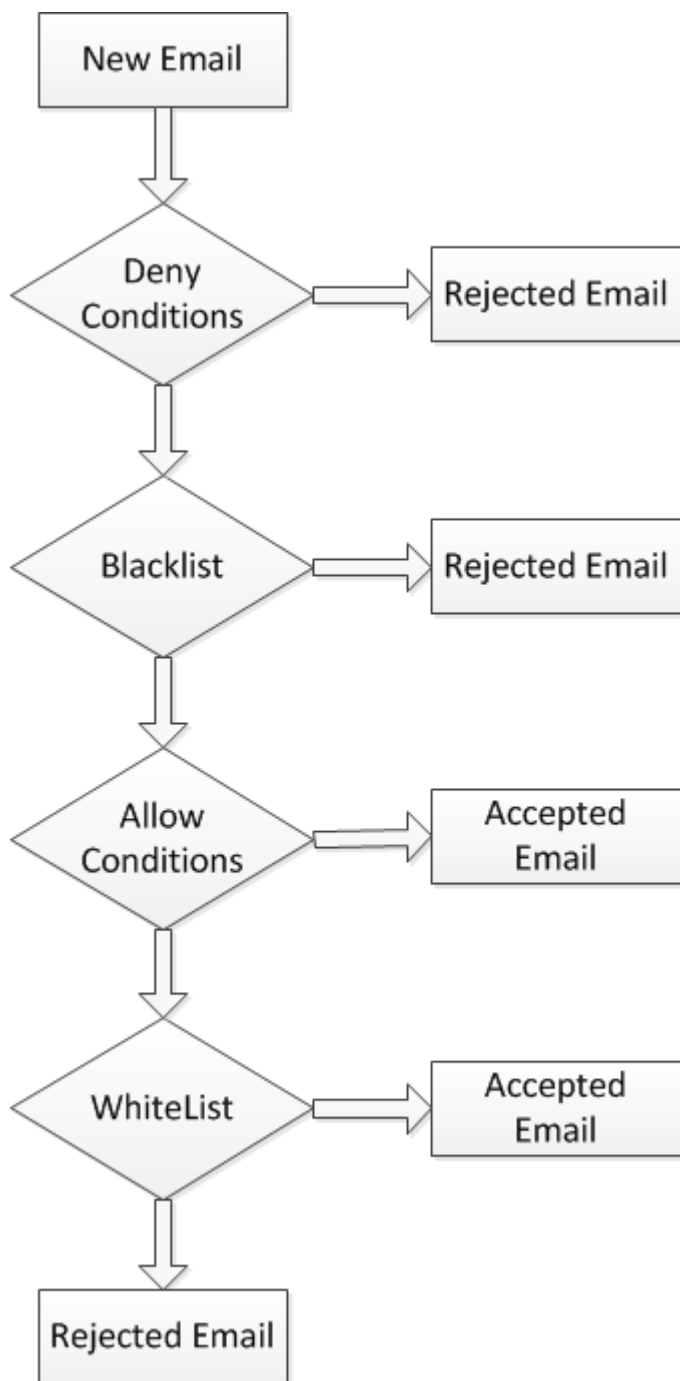 New Email
Deny
Conditions
Rejected Email
Blacklist
Rejected Email
Allow
Conditions
Accepted
Email
WhiteList
Accepted
Email
Rejected Email